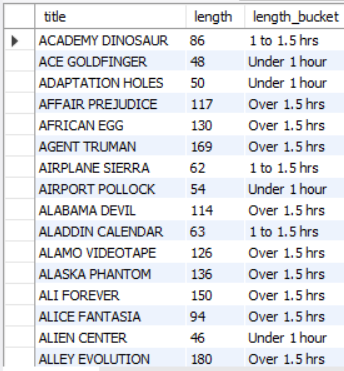 title length length_bucket
ACADEMY DINOSAUR 86 1 to 1.5 hrs
ACE GOLDFINGER 48 Under 1 hour
ADAPTATION HOLES 50 Under 1 hour
AFFAIR PREJUDICE 117 Over 1.5 hrs
AFRICAN EGG 130 Over 1.5 hrs
AGENT TRUMAN 169 Over 1.5 hrs
AIRPLANE SIERRA 62 1 to 1.5 hrs
AIRPORT POLLOCK 54 Under 1 hour
ALABAMA DEVIL 114 Over 1.5 hrs
ALADDIN CALENDAR 63 1 to 1.5 hrs
ALAMO VIDEOTAPE 126 Over 1.5 hrs
ALASKA PHANTOM 136 Over 1.5 hrs
ALI FOREVER 150 Over 1.5 hrs
ALICE FANTASIA 94 Over 1.5 hrs
ALIEN CENTER 46 Under 1 hour
ALLEY EVOLUTION 180 Over 1.5 hrs